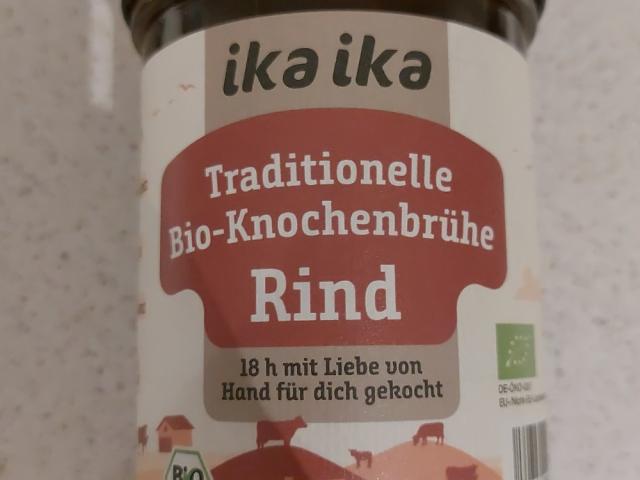 ika ika
Traditionelle
Bio-Knochenbrühe
Rind
18 h mit Liebe von
Hand für dich gekocht
BIO